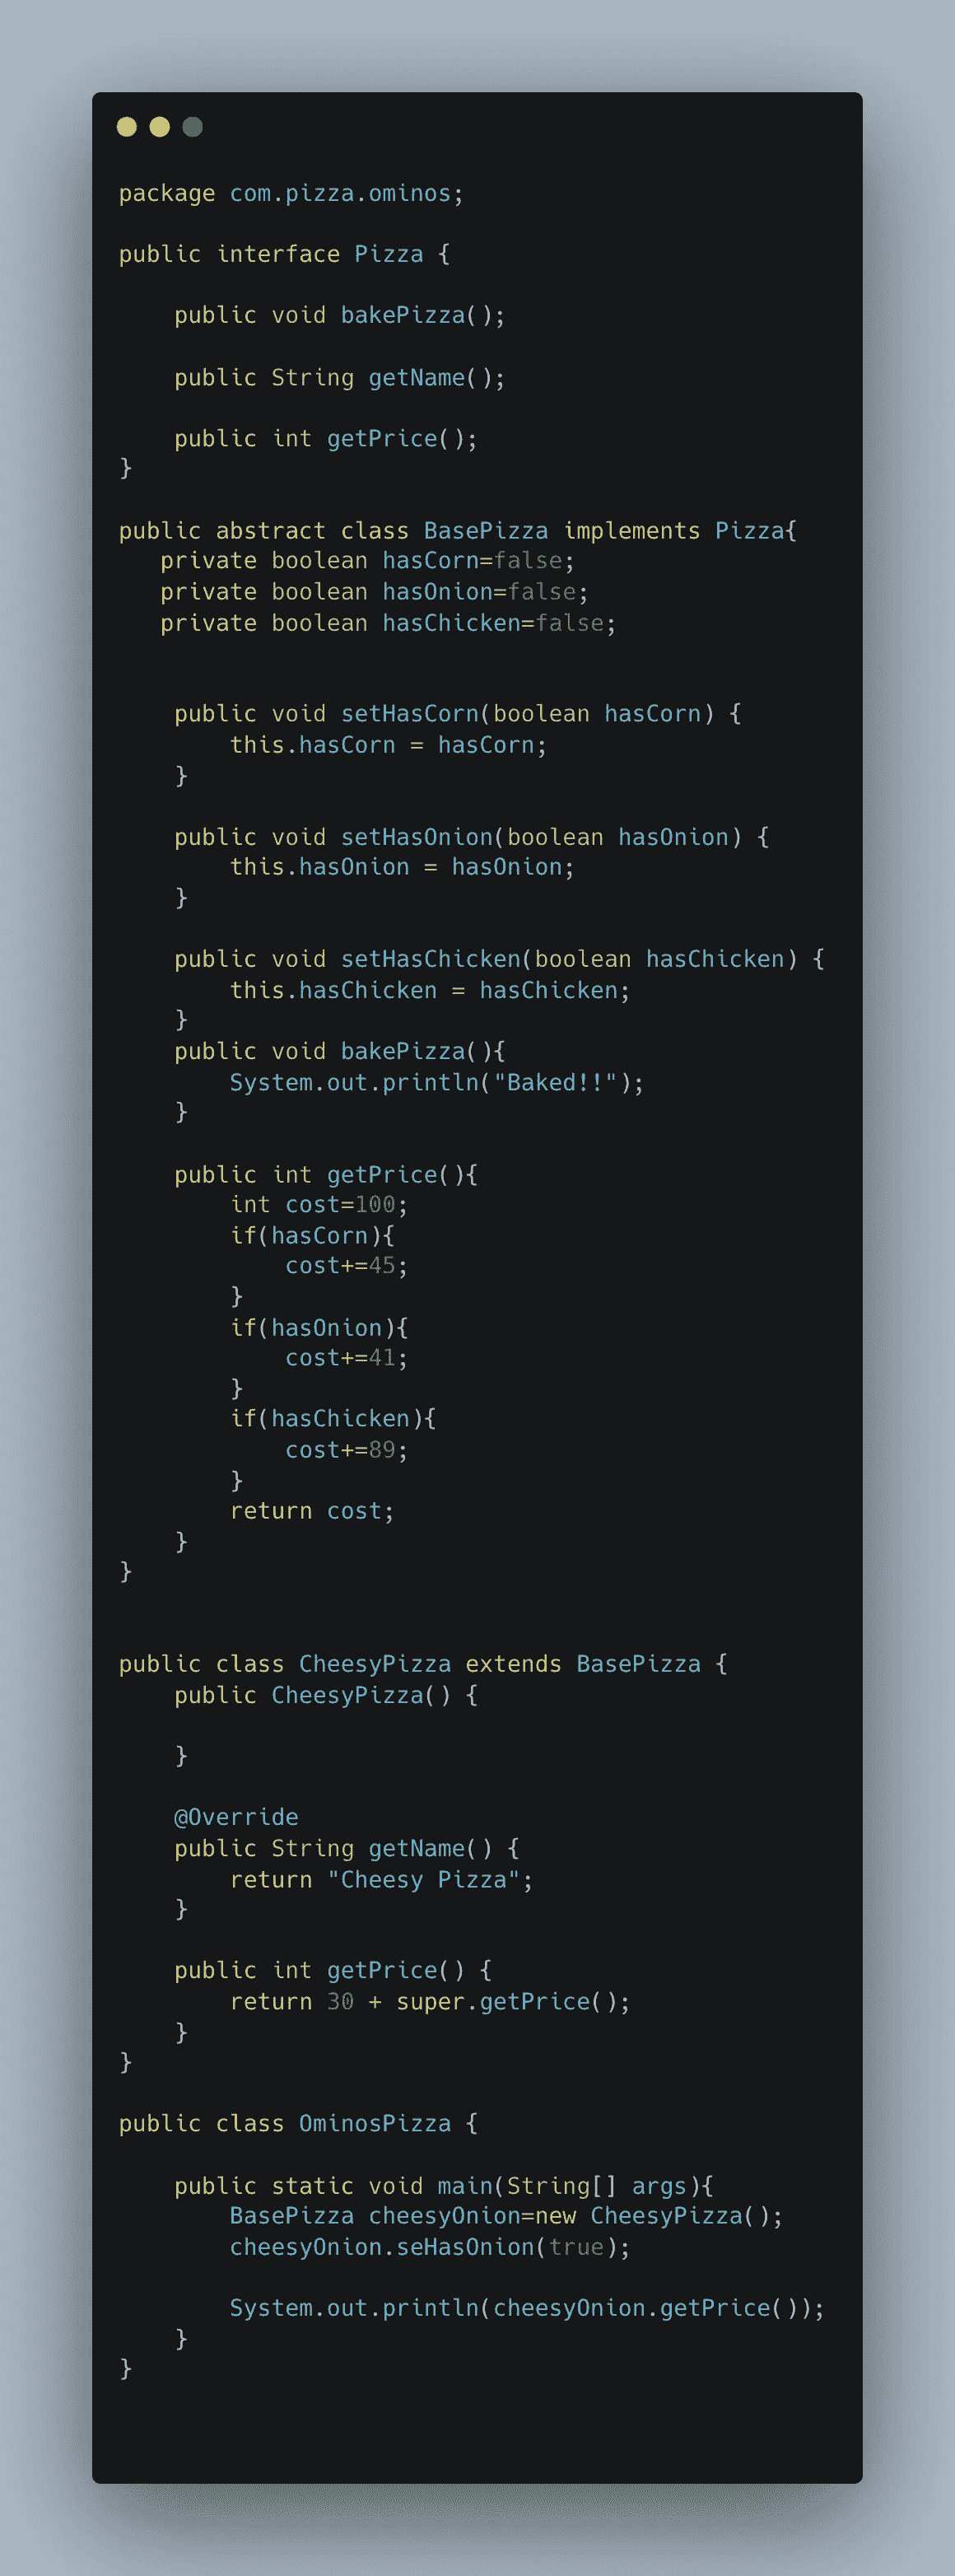 package com.pizza.ominos;
public interface Pizza {
    public void bakePizza();
    public String getName();
    public int getPrice();
}
public abstract class BasePizza implements Pizza{
   private boolean hasCorn=false;
   private boolean hasOnion=false;
   private boolean hasChicken=false;
    public void setHasCorn(boolean hasCorn) {
        this.hasCorn = hasCorn;
    }
    public void setHasOnion(boolean hasOnion) {
        this.hasOnion = hasOnion;
    }
    public void setHasChicken(boolean hasChicken) {
        this.hasChicken = hasChicken;
    }
    public void bakePizza(){
        System.out.println("Baked!!");
    }
    public int getPrice(){
        int cost=100;
        if(hasCorn){
            cost+=45;
        }
        if(hasOnion){
            cost+=41;
        }
        if(hasChicken){
            cost+=89;
        }
        return cost;
    }
}
public class CheesyPizza extends BasePizza {
    public CheesyPizza() {
    }
    @Override
    public String getName() {
        return "Cheesy Pizza";
    }
    public int getPrice() {
        return 30 + super.getPrice();
    }
}
public class OminosPizza {
    public static void main(String[] args){
        BasePizza cheesyOnion=new CheesyPizza();
        cheesyOnion.seHasOnion(true);
        System.out.println(cheesyOnion.getPrice());
    }
}